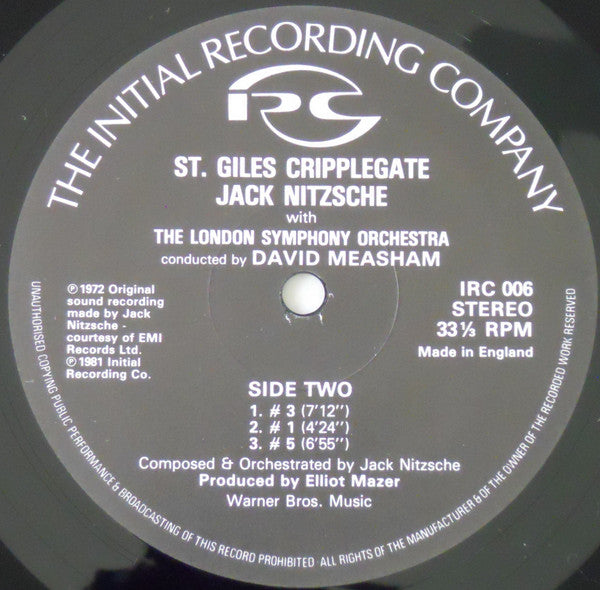 THE INITIAL RECORDING COMPANY
IRC
ST. GILES CRIPPLEGATE
JACK NITZSCHE
with
THE LONDON SYMPHONY ORCHESTRA
conducted by DAVID MEASHAM
℗ 1972 Original
sound recording
made by Jack
Nitzsche -
courtesy of EMI
Records Ltd.
℗ 1981 Initial
Recording Co.
IRC 006
STEREO
33⅓ RPM
Made in England
SIDE TWO
1. # 3 (7'12'')
2. # 1 (4'24'')
3. # 5 (6'55'')
Composed & Orchestrated by Jack Nitzsche
Produced by Elliot Mazer
Warner Bros. Music
UNAUTHORISED COPYING PUBLIC PERFORMANCE & BROADCASTING OF THIS RECORD PROHIBITED ALL RIGHTS OF THE MANUFACTURER & OF THE OWNER OF THE RECORDED WORK RESERVED